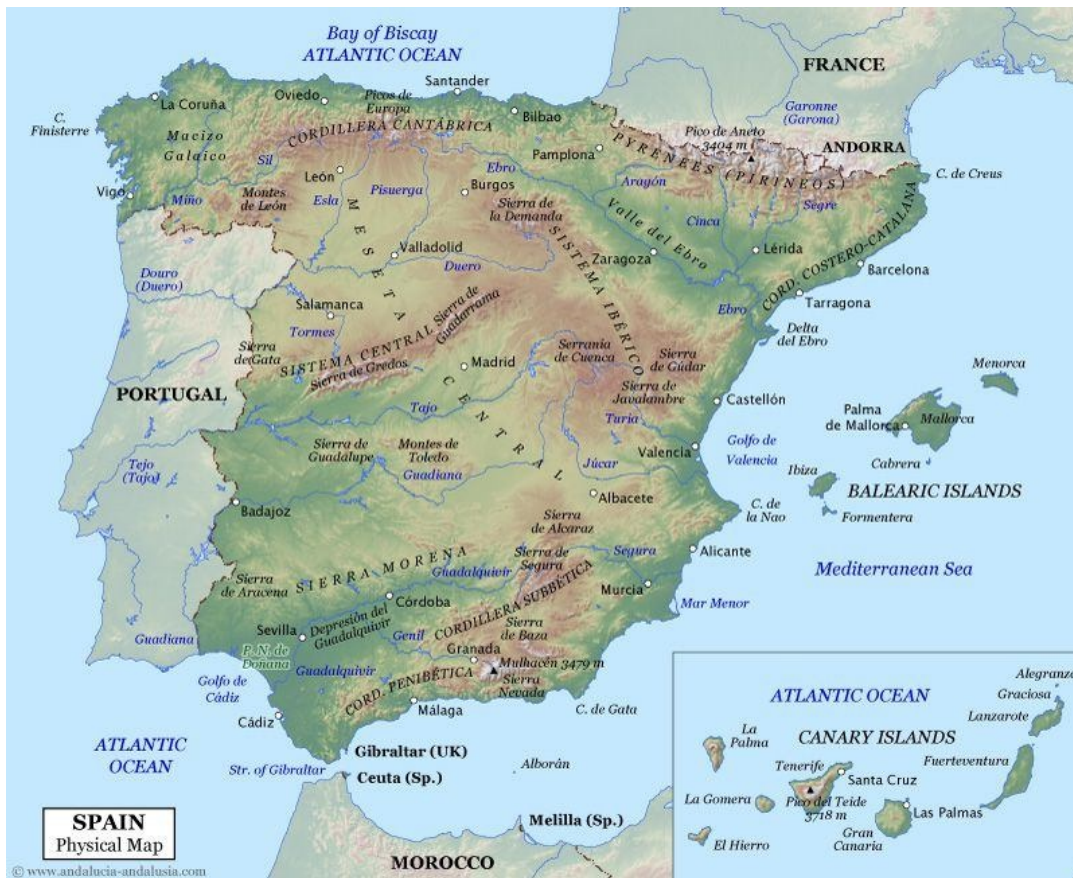 Bay of Biscay
ATLANTIC OCEAN
FRANCE
Santander
La Coruña
Oviedo
Picos de
Europa
Bilbao
Garonne
(Garona)
C.
Finisterre
Macizo
Galaico
CORDILLERA CANTÁBRICA
Pico de Aneto
3404 m
ANDORRA
Pamplona
PYRENEES (PIRINEOS)
Sil
Ebro
León
Pisuerga
Burgos
Aragón
C. de Creus
Vigo
Miño
Montes
de León
Esla
Sierra de
la Demanda
Cinca
Segre
MESETA CENTRAL
Valle del Ebro
SISTEMA IBÉRICO
Valladolid
Zaragoza
Lérida
CORD. COSTERO-CATALANA
Barcelona
Douro
(Duero)
Duero
Salamanca
Tormes
Sierra de
Guadarrama
Ebro
Tarragona
Delta
del Ebro
Sierra
de Gata
SISTEMA CENTRAL
Sierra de Gredos
Madrid
Serranía
de Cuenca
Sierra
de Gúdar
Menorca
PORTUGAL
Sierra de
Javalambre
Castellón
Tajo
Turia
Palma
de Mallorca
Mallorca
Tejo
(Tajo)
Sierra de
Guadalupe
Montes de
Toledo
Guadiana
Júcar
Valencia
Golfo de
Valencia
Cabrera
Ibiza
BALEARIC ISLANDS
Formentera
Badajoz
Albacete
C. de
la Nao
Sierra
de Alcaraz
Alicante
SIERRA MORENA
Sierra de
Segura
Segura
Mediterranean Sea
Sierra
de Aracena
Guadalquivir
Murcia
Córdoba
CORDILLERA SUBBÉTICA
Mar Menor
Guadiana
Sevilla
Depresión del
Guadalquivir
Genil
Sierra
de Baza
P. N. de
Doñana
Guadalquivir
Granada
Mulhacén 3479 m
Golfo de
Cádiz
CORD. PENIBÉTICA
Sierra
Nevada
Cádiz
Málaga
C. de Gata
ATLANTIC
OCEAN
Gibraltar (UK)
Str. of Gibraltar
Ceuta (Sp.)
Alborán
Melilla (Sp.)
MOROCCO
ATLANTIC OCEAN
Alegranza
Graciosa
Lanzarote
La
Palma
CANARY ISLANDS
Fuerteventura
Tenerife
Santa Cruz
La Gomera
Pico del Teide
3718 m
Las Palmas
El Hierro
Gran
Canaria
SPAIN
Physical Map
© www.andalucia-andalusia.com